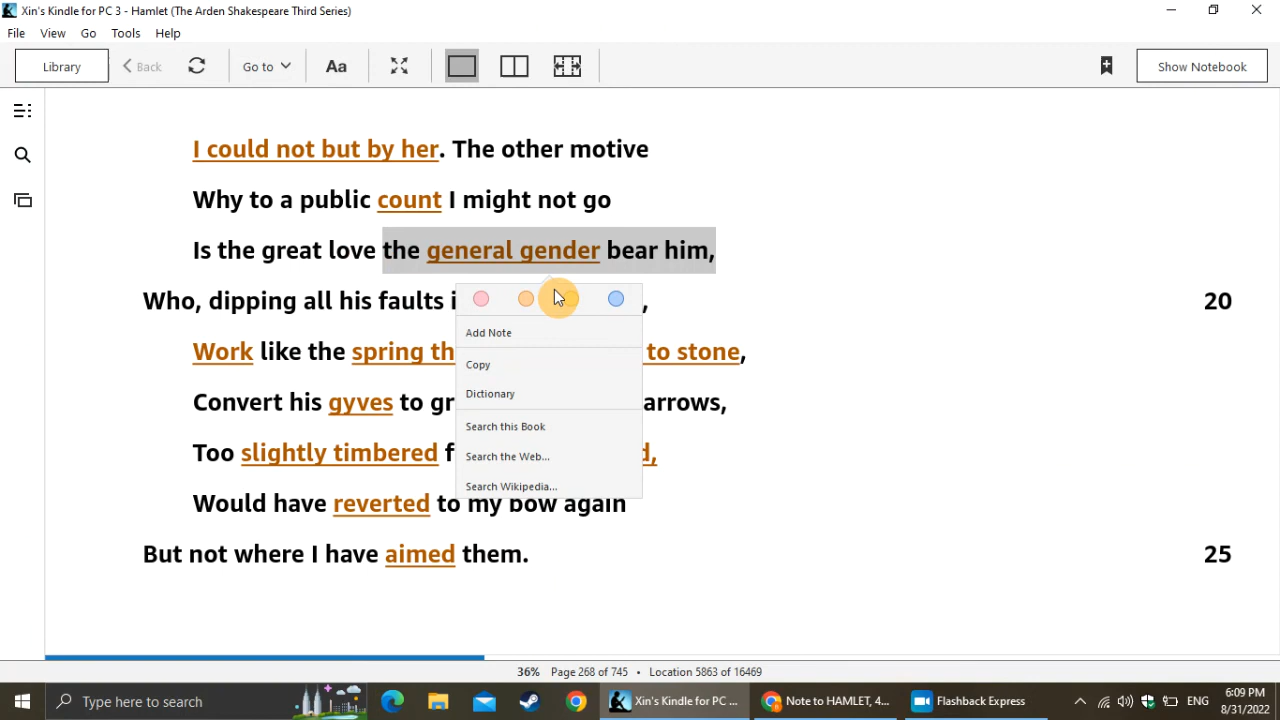 Xin's Kindle for PC 3 - Hamlet (The Arden Shakespeare Third Series)
File View Go Tools Help
Library Back Go to Aa Show Notebook
I could not but by her. The other motive
Why to a public count I might not go
Is the great love the general gender bear him,
Who, dipping all his faults i , 20
Work like the spring th to stone,
Convert his gyves to gr arrows,
Too slightly timbered f d,
Would have reverted to my bow again
But not where I have aimed them. 25
Add Note
Copy
Dictionary
Search this Book
Search the Web...
Search Wikipedia...
36% Page 268 of 745 • Location 5863 of 16469
Type here to search
Xin's Kindle for PC ...
Note to HAMLET, 4...
Flashback Express
ENG
6:09 PM
8/31/2022